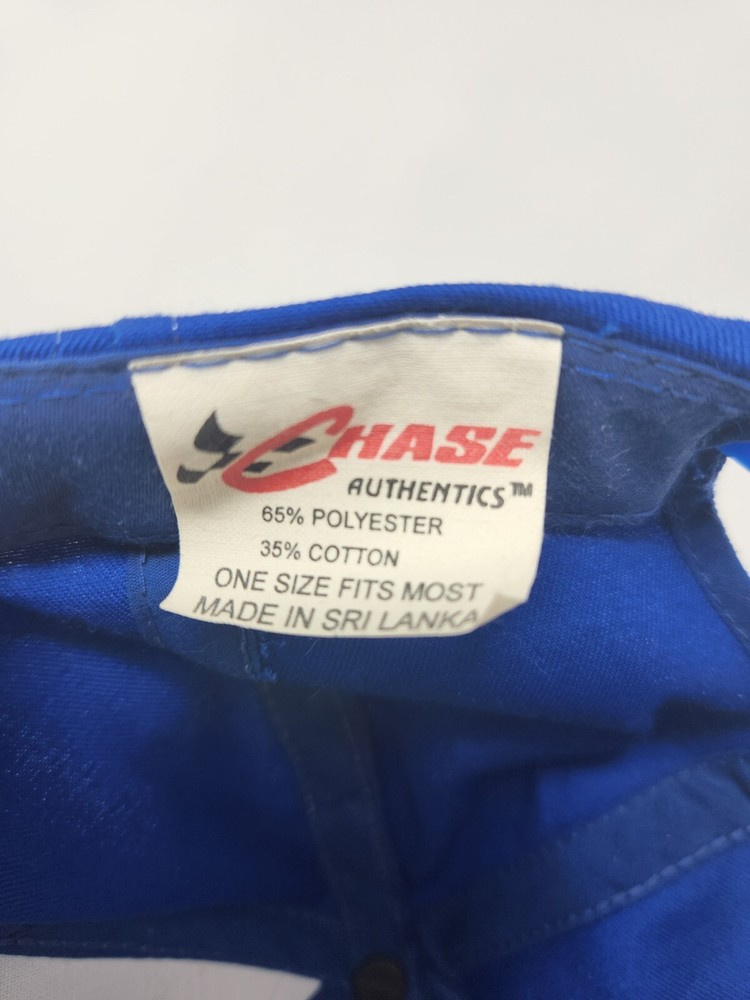 CHASE
AUTHENTICS™
65% POLYESTER
35% COTTON
ONE SIZE FITS MOST
MADE IN SRI LANKA